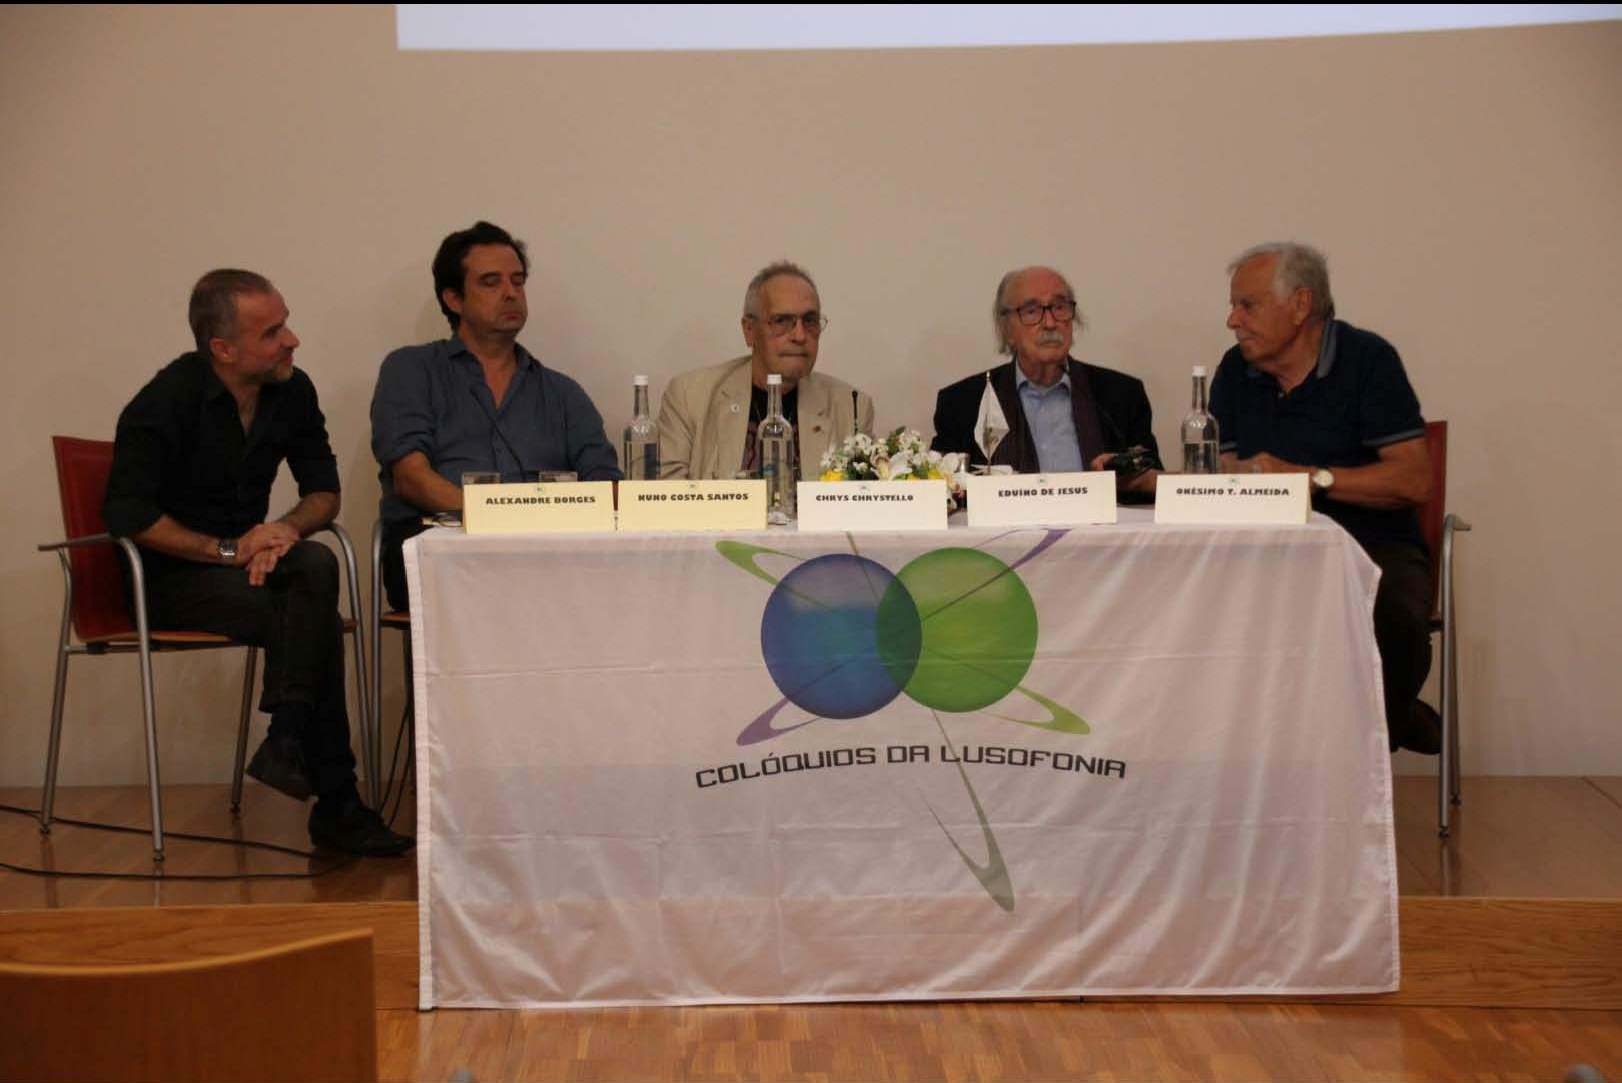 ALEXANDRE BORGES
NUNO COSTA SANTOS
CHRYS CHRYSTELLO
EDUÍNO DE JESUS
ONÉSIMO T. ALMEIDA
COLÓQUIOS DA LUSOFONIA